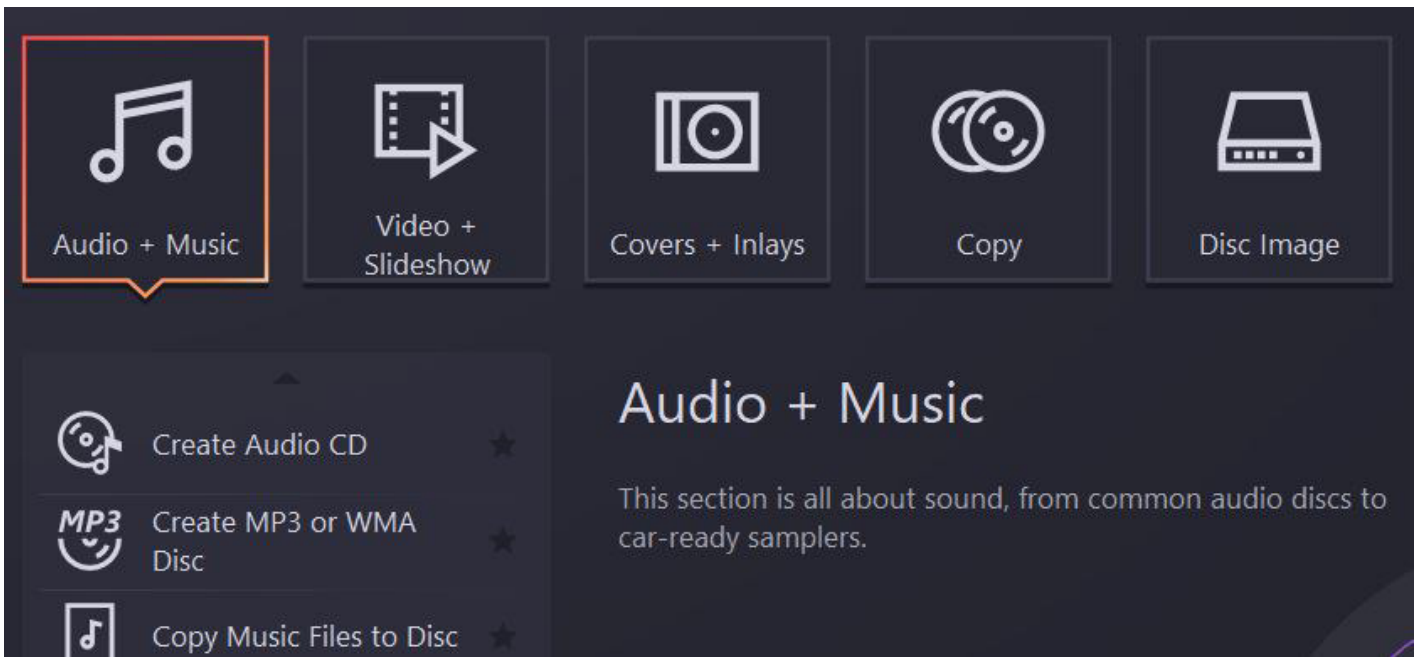 Audio + Music
Video +
Slideshow
Covers + Inlays
Copy
Disc Image
Create Audio CD
MP3
Create MP3 or WMA
Disc
Copy Music Files to Disc
Audio + Music
This section is all about sound, from common audio discs to
car-ready samplers.